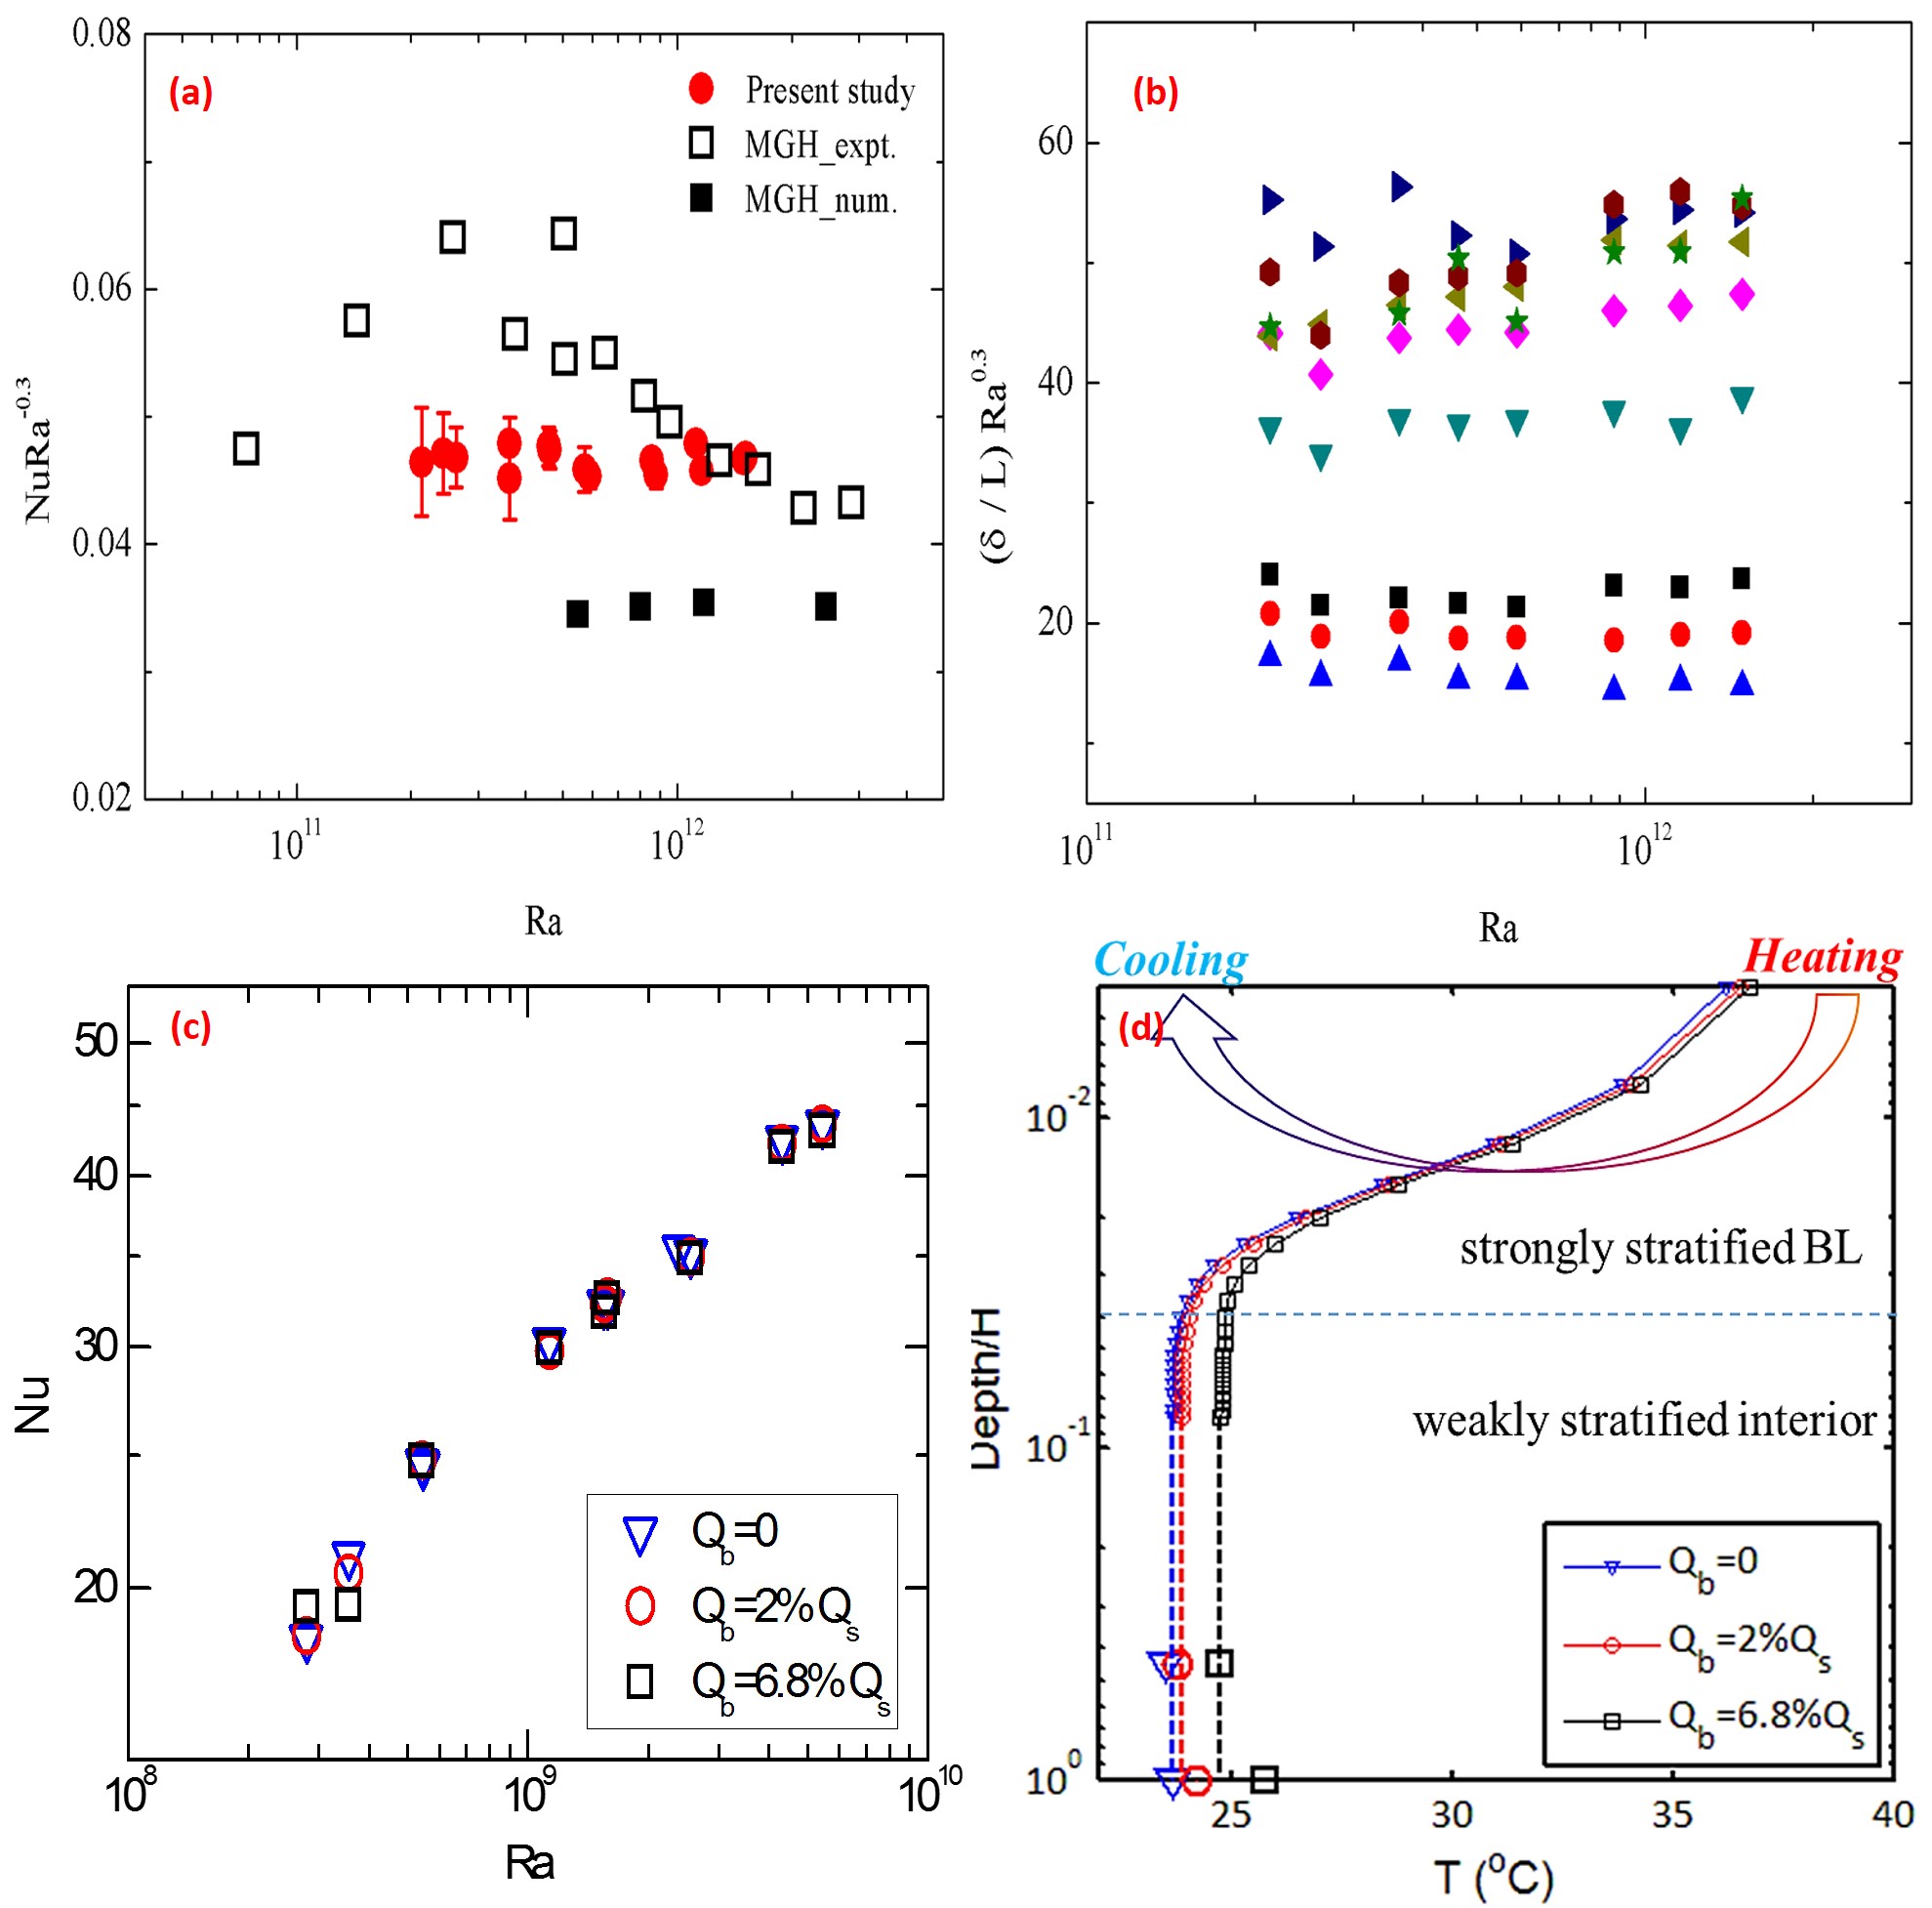 (a)
0.08
0.06
0.04
0.02
NuRa^-0.3
Present study
MGH_expt.
MGH_num.
10^11
10^12
Ra
(b)
60
40
20
(δ / L) Ra^0.3
10^11
10^12
Ra
(c)
50
40
30
20
Nu
Q_b=0
Q_b=2%Q_s
Q_b=6.8%Q_s
10^8
10^9
10^10
Ra
Cooling
Heating
(d)
10^-2
10^-1
10^0
Depth/H
strongly stratified BL
weakly stratified interior
Q_b=0
Q_b=2%Q_s
Q_b=6.8%Q_s
25
30
35
40
T (°C)